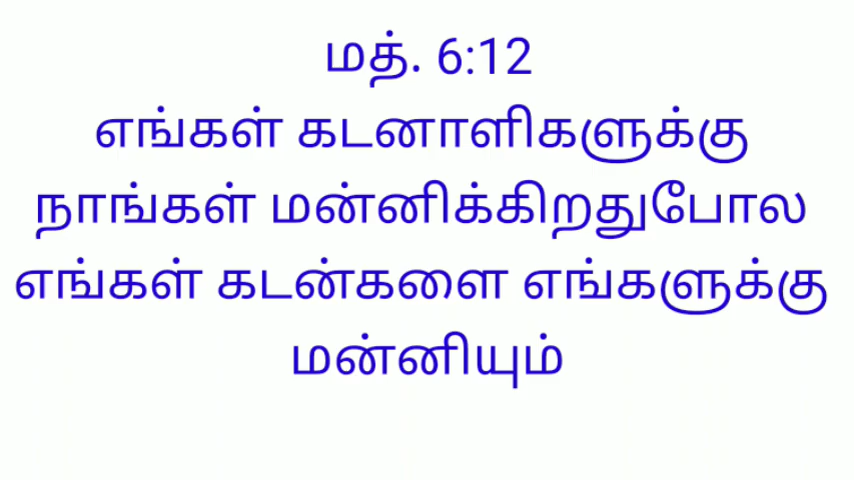 மத். 6:12
எங்கள் கடனாளிகளுக்கு
நாங்கள் மன்னிக்கிறதுபோல
எங்கள் கடன்களை எங்களுக்கு
மன்னியும்